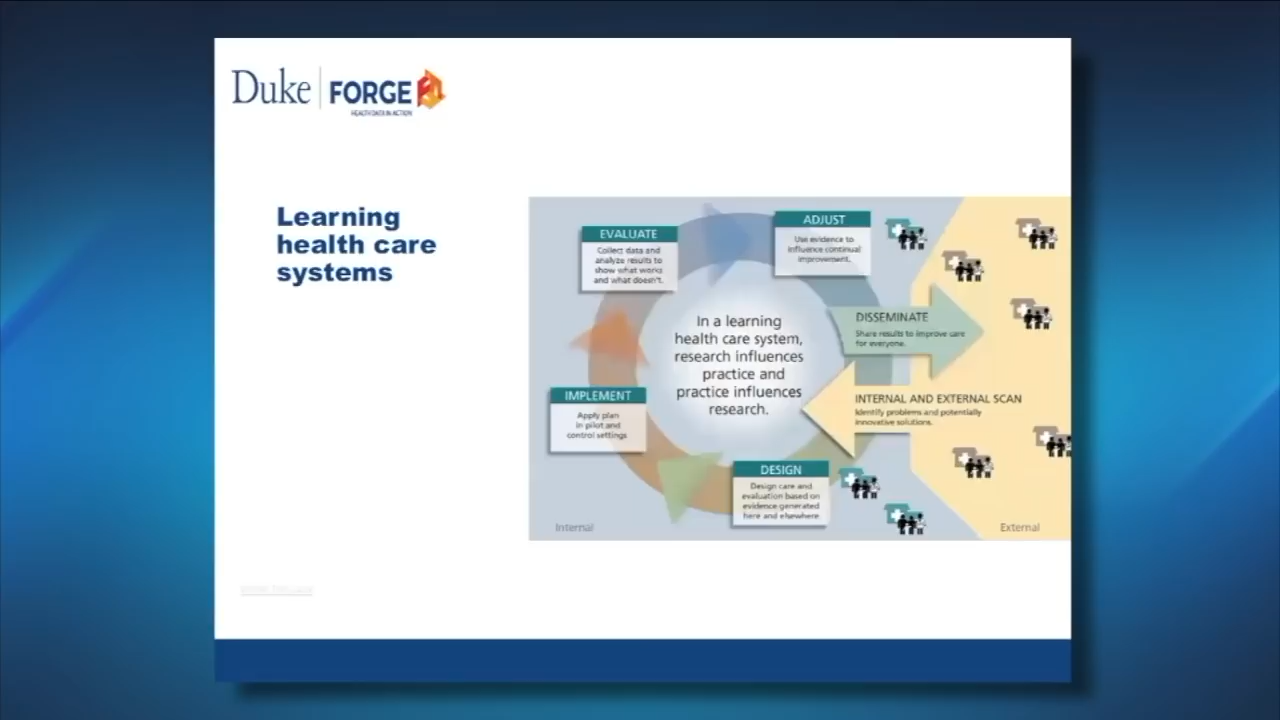 Duke FORGE
HEALTH DATA IN ACTION
Learning
health care
systems
EVALUATE
Collect data and
analyze results to
show what works
and what doesn't.
ADJUST
Use evidence to
influence continual
improvement.
In a learning
health care system,
research influences
practice and
practice influences
research.
DISSEMINATE
Share results to improve care
for everyone.
INTERNAL AND EXTERNAL SCAN
Identify problems and potentially
innovative solutions.
IMPLEMENT
Apply plan
in pilot and
control settings
DESIGN
Design care and
evaluation based on
evidence generated
here and elsewhere.
Internal
External